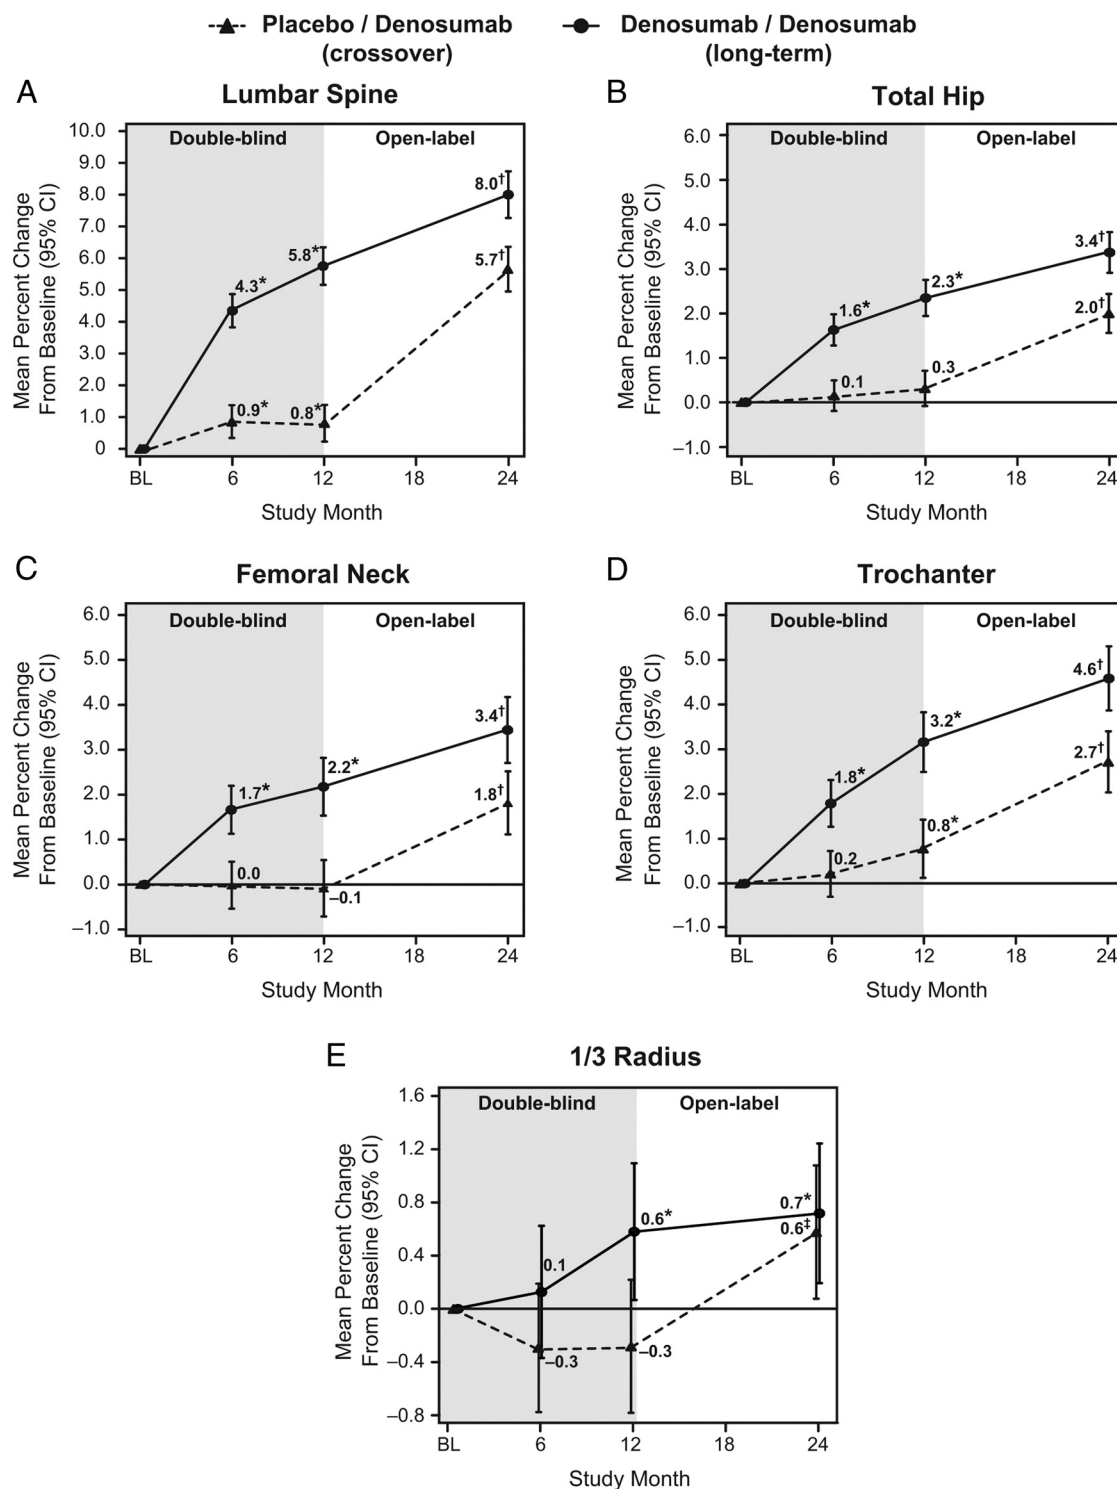 Placebo / Denosumab
(crossover)
Denosumab / Denosumab
(long-term)
A
Lumbar Spine
Double-blind
Open-label
Mean Percent Change
From Baseline (95% CI)
10.0
9.0
8.0
7.0
6.0
5.0
4.0
3.0
2.0
1.0
0
4.3*
5.8*
8.0†
0.9*
0.8*
5.7†
BL 6 12 18 24
Study Month
B
Total Hip
Double-blind
Open-label
Mean Percent Change
From Baseline (95% CI)
6.0
5.0
4.0
3.0
2.0
1.0
0.0
–1.0
1.6*
2.3*
3.4†
0.1
0.3
2.0†
BL 6 12 18 24
Study Month
C
Femoral Neck
Double-blind
Open-label
Mean Percent Change
From Baseline (95% CI)
6.0
5.0
4.0
3.0
2.0
1.0
0.0
–1.0
1.7*
2.2*
3.4†
0.0
–0.1
1.8†
BL 6 12 18 24
Study Month
D
Trochanter
Double-blind
Open-label
Mean Percent Change
From Baseline (95% CI)
6.0
5.0
4.0
3.0
2.0
1.0
0.0
–1.0
1.8*
3.2*
4.6†
0.2
0.8*
2.7†
BL 6 12 18 24
Study Month
E
1/3 Radius
Double-blind
Open-label
Mean Percent Change
From Baseline (95% CI)
1.6
1.2
0.8
0.4
0.0
–0.4
–0.8
0.1
0.6*
0.7*
–0.3
–0.3
0.6‡
BL 6 12 18 24
Study Month